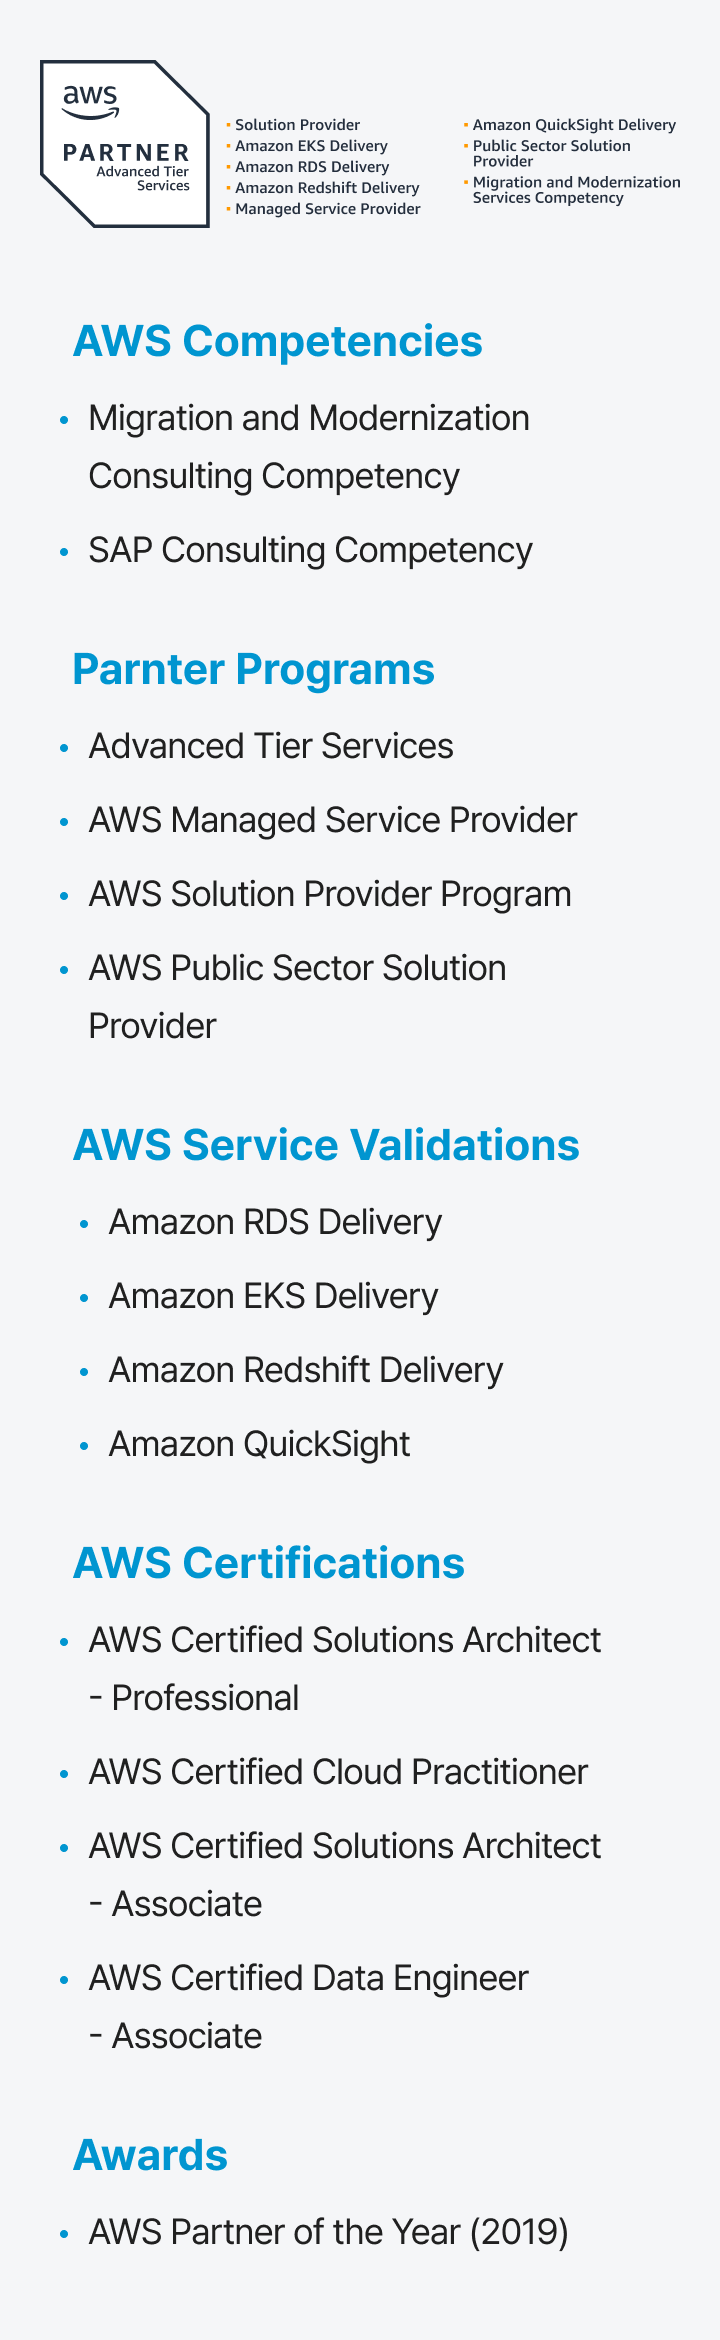 aws
PARTNER
Advanced Tier
Services
Solution Provider
Amazon EKS Delivery
Amazon RDS Delivery
Amazon Redshift Delivery
Managed Service Provider
Amazon QuickSight Delivery
Public Sector Solution
Provider
Migration and Modernization
Services Competency
AWS Competencies
Migration and Modernization
Consulting Competency
SAP Consulting Competency
Parnter Programs
Advanced Tier Services
AWS Managed Service Provider
AWS Solution Provider Program
AWS Public Sector Solution
Provider
AWS Service Validations
Amazon RDS Delivery
Amazon EKS Delivery
Amazon Redshift Delivery
Amazon QuickSight
AWS Certifications
AWS Certified Solutions Architect
- Professional
AWS Certified Cloud Practitioner
AWS Certified Solutions Architect
- Associate
AWS Certified Data Engineer
- Associate
Awards
AWS Partner of the Year (2019)